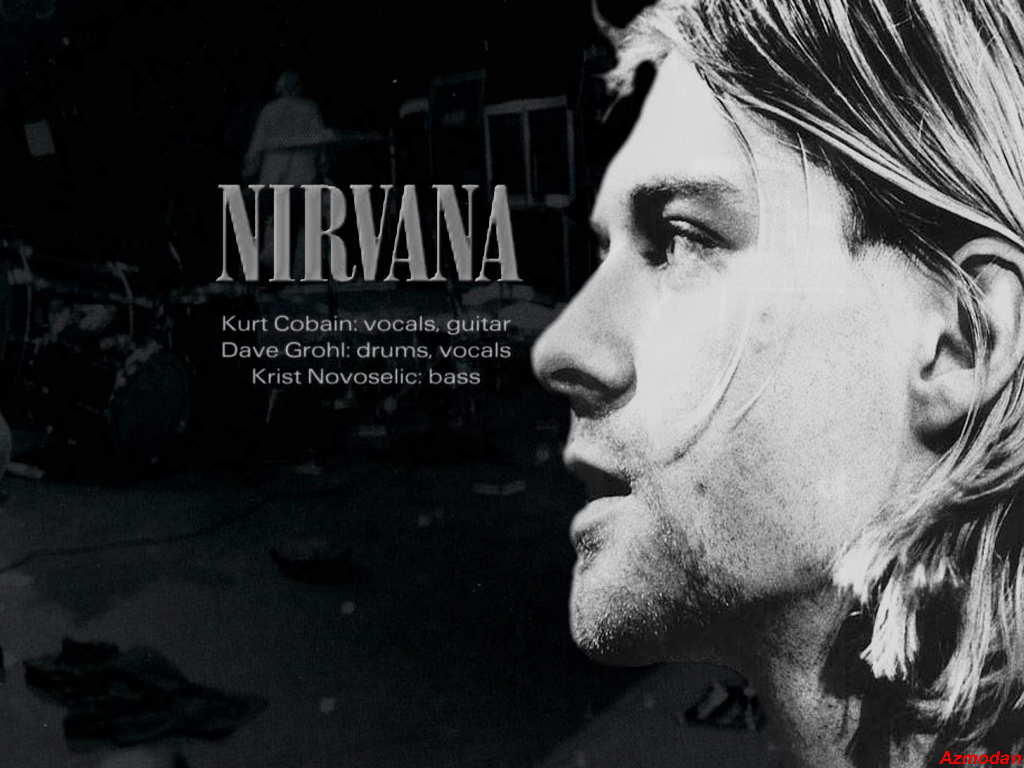 NIRVANA
Kurt Cobain: vocals, guitar
Dave Grohl: drums, vocals
Krist Novoselic: bass
Azmodan